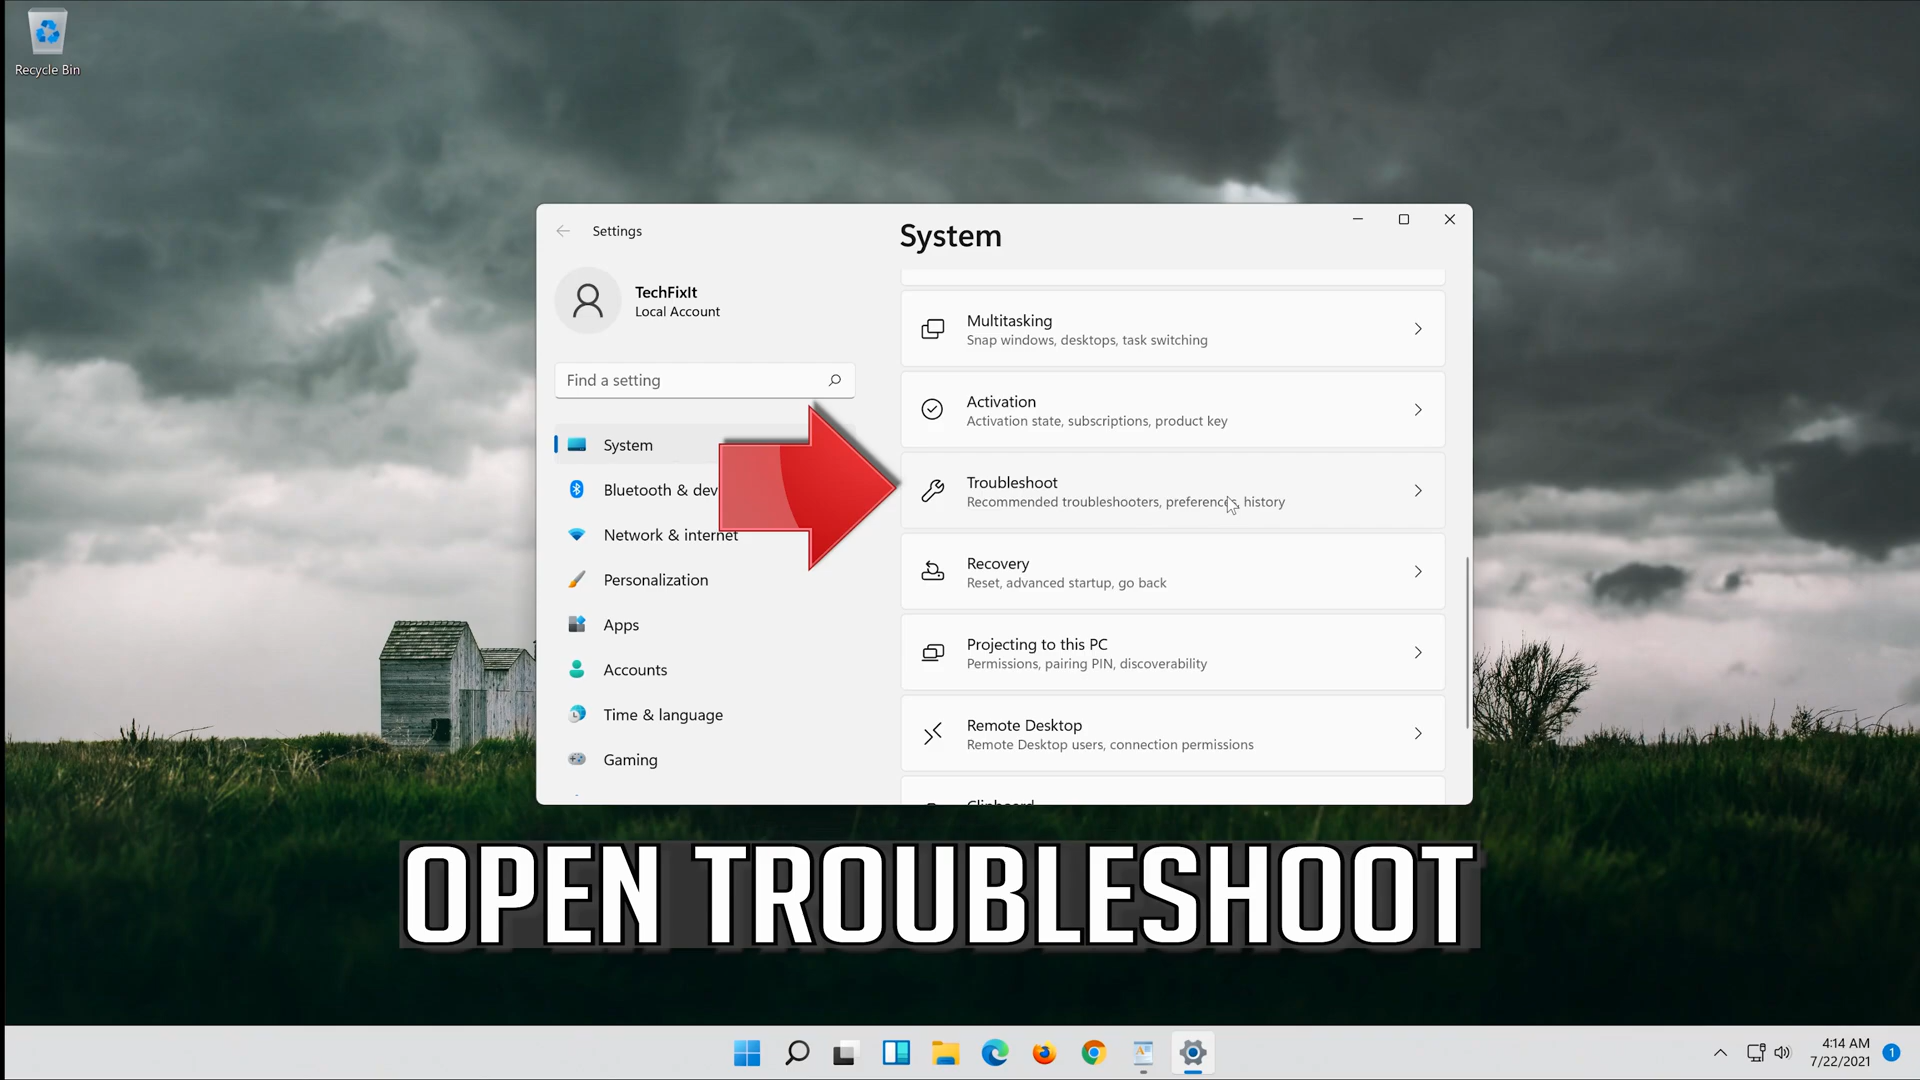 Recycle Bin
Settings
System
TechFixIt
Local Account
Find a setting
System
Bluetooth & dev
Network & internet
Personalization
Apps
Accounts
Time & language
Gaming
Multitasking
Snap windows, desktops, task switching
Activation
Activation state, subscriptions, product key
Troubleshoot
Recommended troubleshooters, preferences, history
Recovery
Reset, advanced startup, go back
Projecting to this PC
Permissions, pairing PIN, discoverability
Remote Desktop
Remote Desktop users, connection permissions
Clipboard
OPEN TROUBLESHOOT
4:14 AM
7/22/2021
1